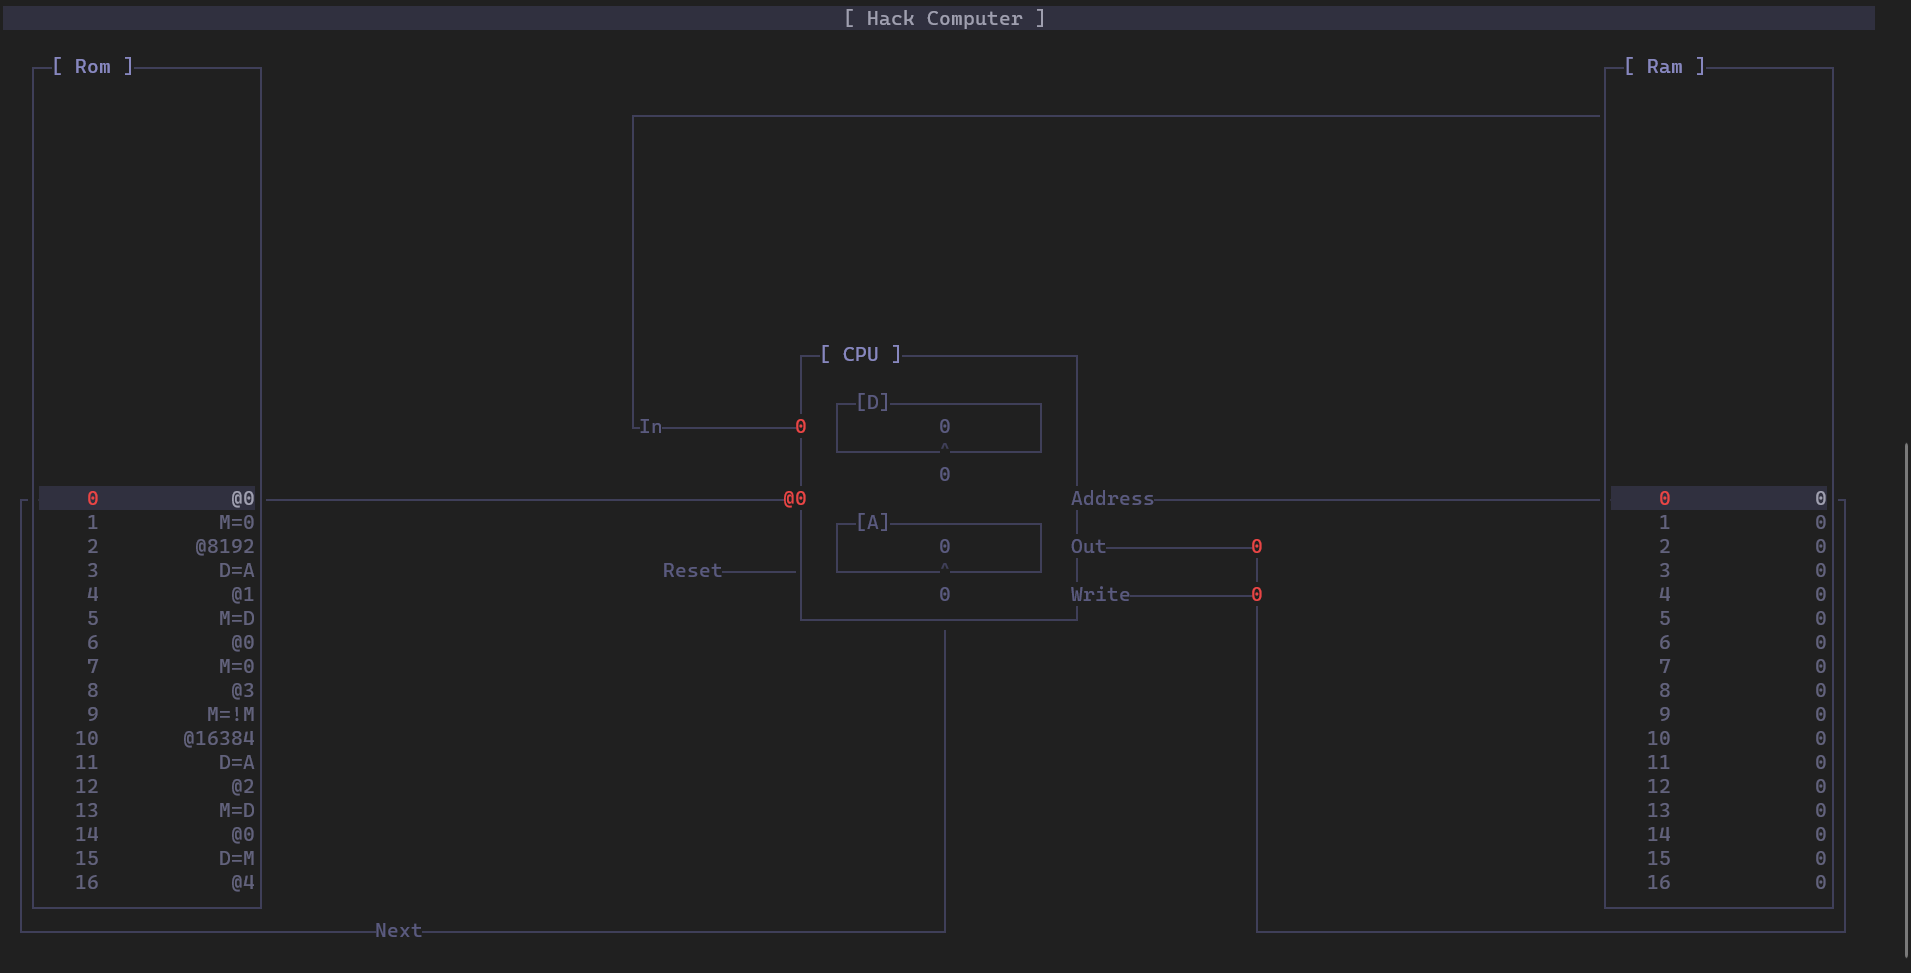 [ Hack Computer ]
[ Rom ] [ Ram ]
[ CPU ]
[D]
In 0 0
^
0
0 @0 @0 Address 0 0
1 M=0 [A] 1 0
2 @8192 0 Out 0 2 0
3 D=A Reset ^ 3 0
4 @1 0 Write 0 4 0
5 M=D 5 0
6 @0 6 0
7 M=0 7 0
8 @3 8 0
9 M=!M 9 0
10 @16384 10 0
11 D=A 11 0
12 @2 12 0
13 M=D 13 0
14 @0 14 0
15 D=M 15 0
16 @4 16 0
Next